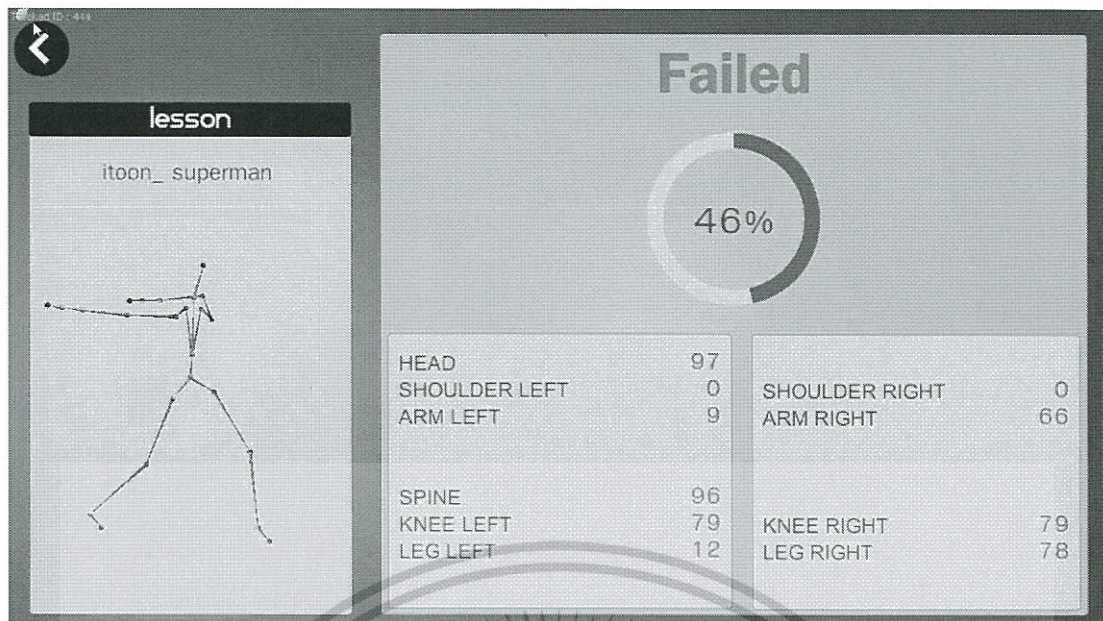 lesson
itoon_ superman
Failed
46%
HEAD 97
SHOULDER LEFT 0
ARM LEFT 9
SPINE 96
KNEE LEFT 79
LEG LEFT 12
SHOULDER RIGHT 0
ARM RIGHT 66
KNEE RIGHT 79
LEG RIGHT 78